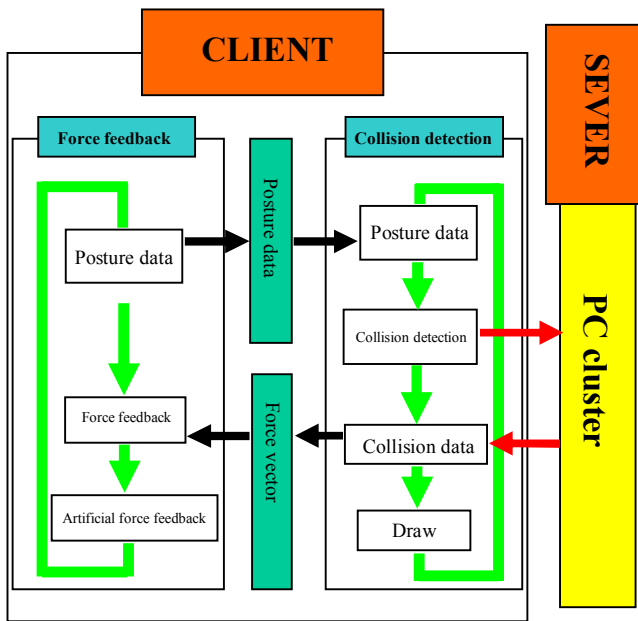 CLIENT
SEVER
Force feedback
Collision detection
Posture data
Posture data
Posture data
Collision detection
PC cluster
Force feedback
Force vector
Collision data
Artificial force feedback
Draw